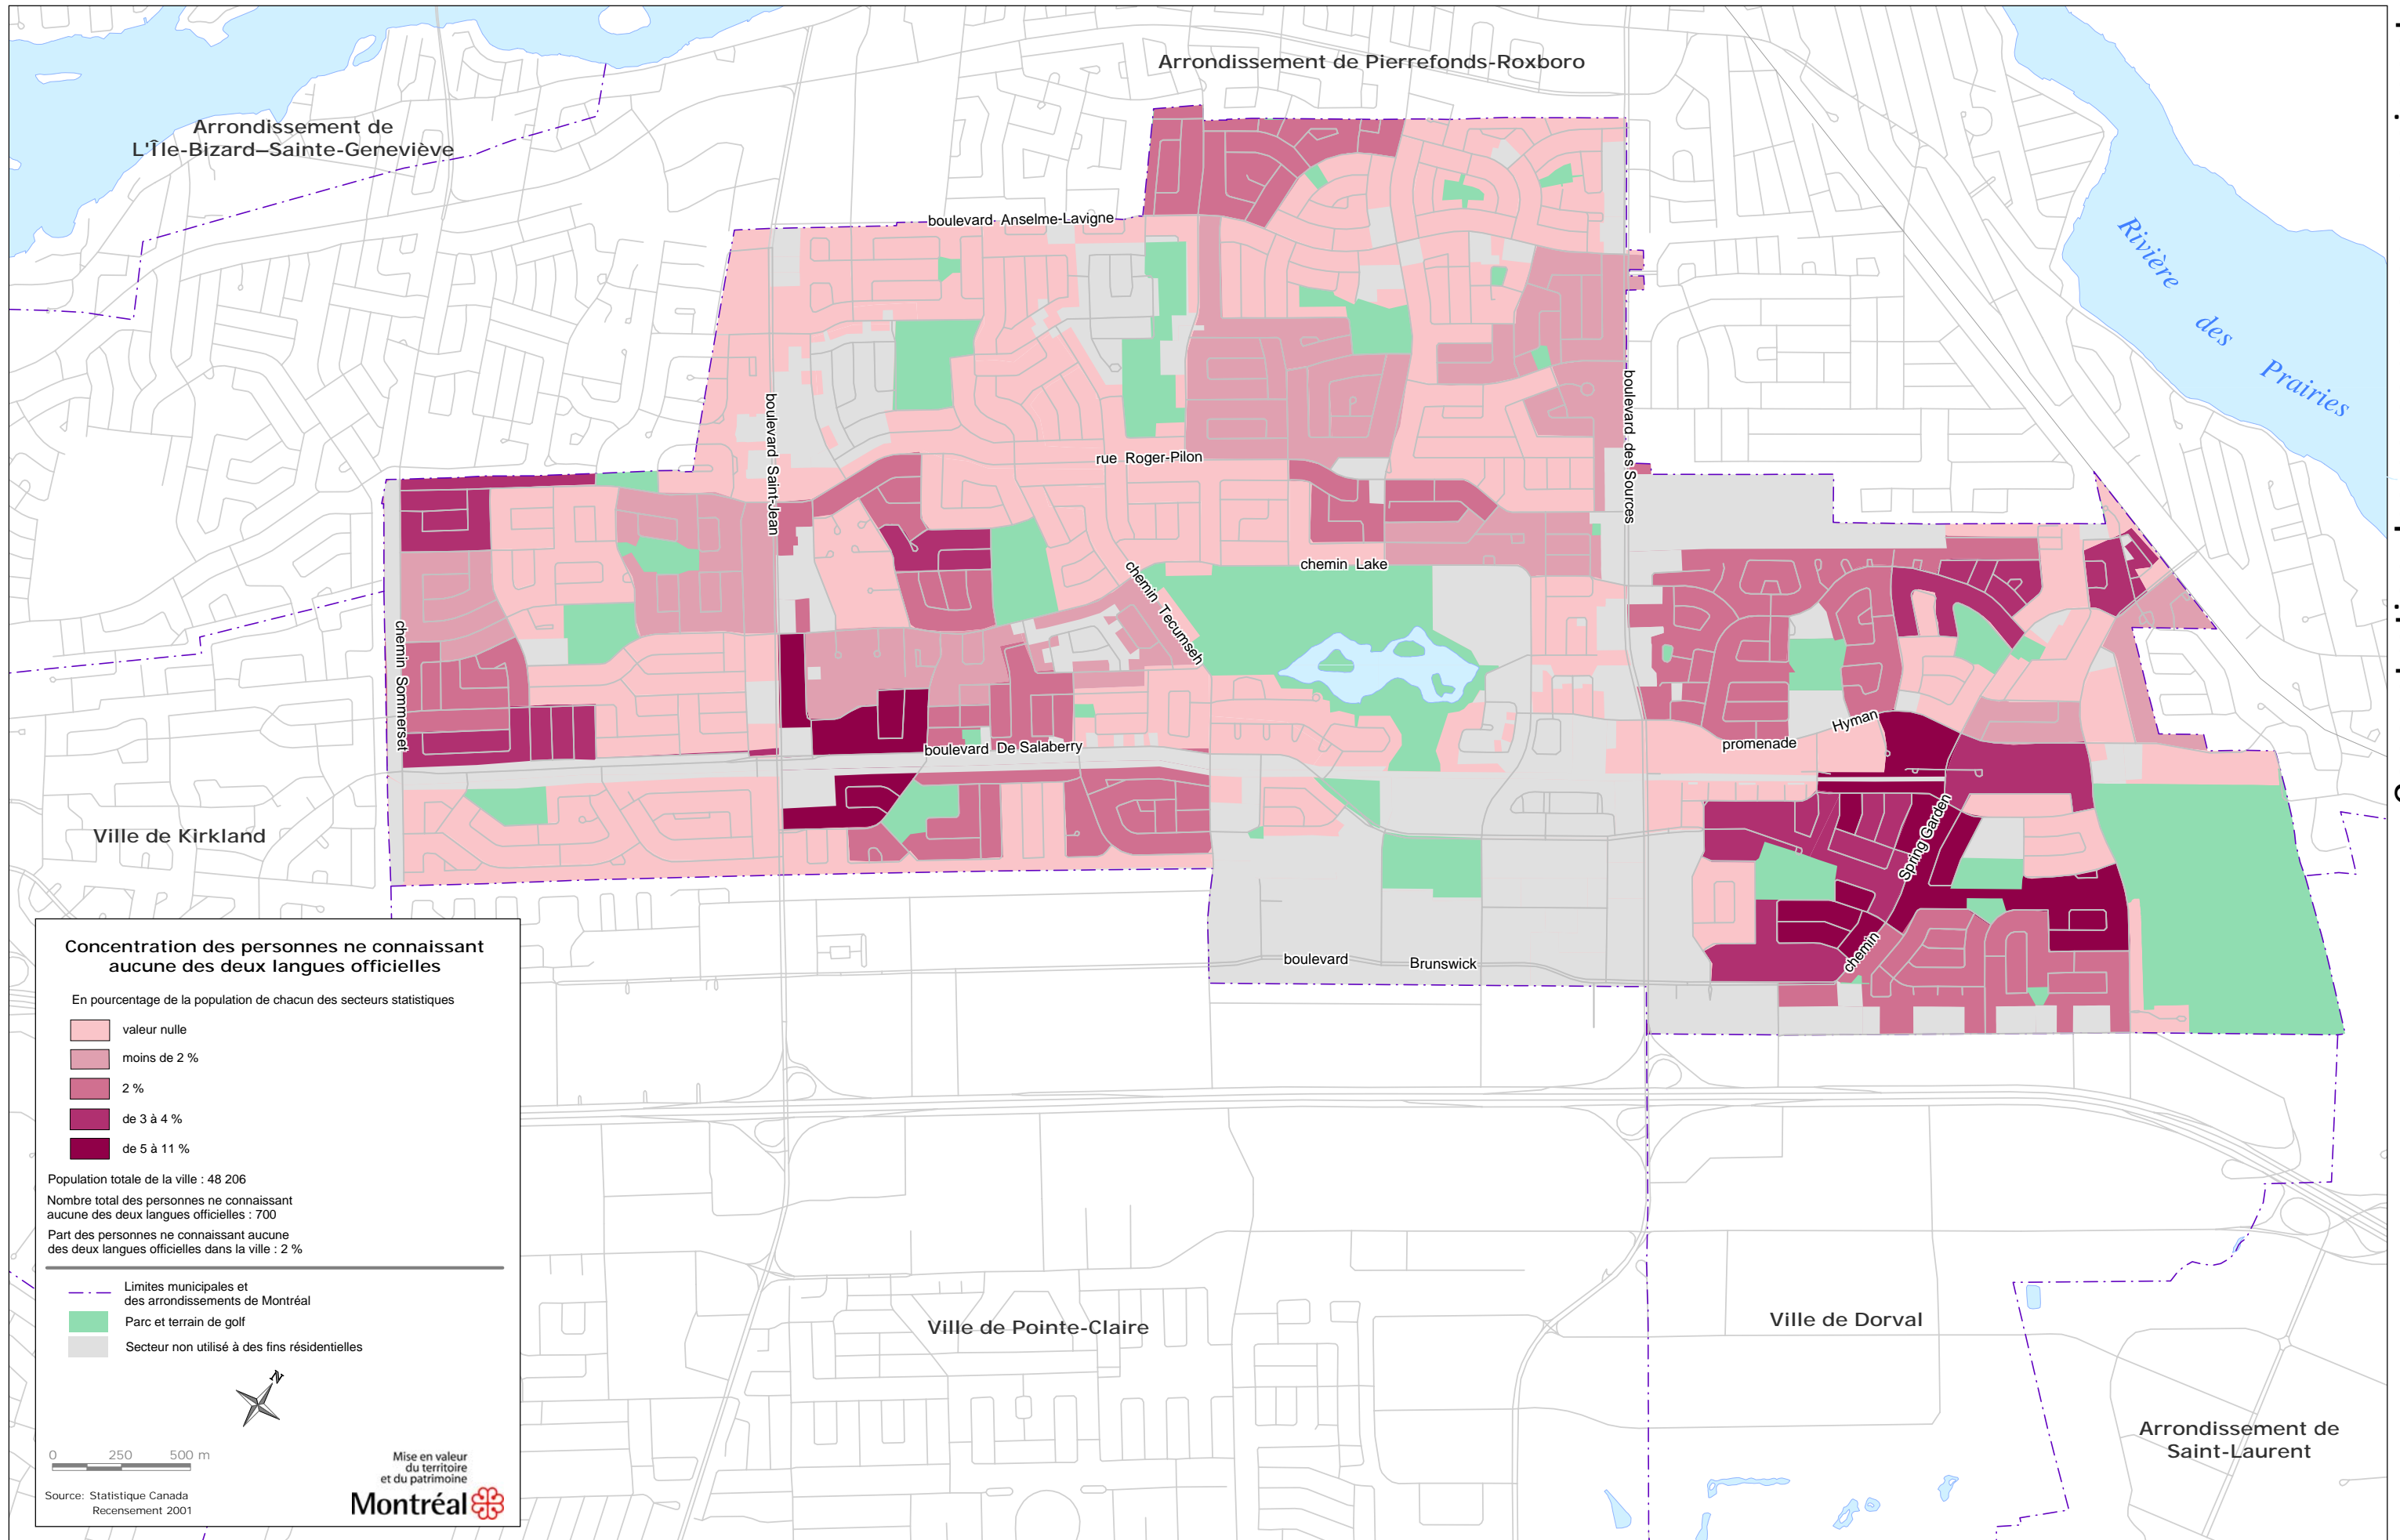 Arrondissement de Pierrefonds-Roxboro
Arrondissement de
L'Île-Bizard–Sainte-Geneviève
Rivière
des
Prairies
boulevard Anselme-Lavigne
boulevard Saint-Jean
boulevard des Sources
rue Roger-Pilon
chemin Lake
chemin Tecumseh
chemin Sommerset
boulevard De Salaberry
promenade Hyman
chemin Spring Garden
boulevard Brunswick
Ville de Kirkland
Ville de Pointe-Claire
Ville de Dorval
Arrondissement de
Saint-Laurent
Concentration des personnes ne connaissant
aucune des deux langues officielles
En pourcentage de la population de chacun des secteurs statistiques
valeur nulle
moins de 2 %
2 %
de 3 à 4 %
de 5 à 11 %
Population totale de la ville : 48 206
Nombre total des personnes ne connaissant
aucune des deux langues officielles : 700
Part des personnes ne connaissant aucune
des deux langues officielles dans la ville : 2 %
Limites municipales et
des arrondissements de Montréal
Parc et terrain de golf
Secteur non utilisé à des fins résidentielles
N
0 250 500 m
Source: Statistique Canada
Recensement 2001
Mise en valeur
du territoire
et du patrimoine
Montréal